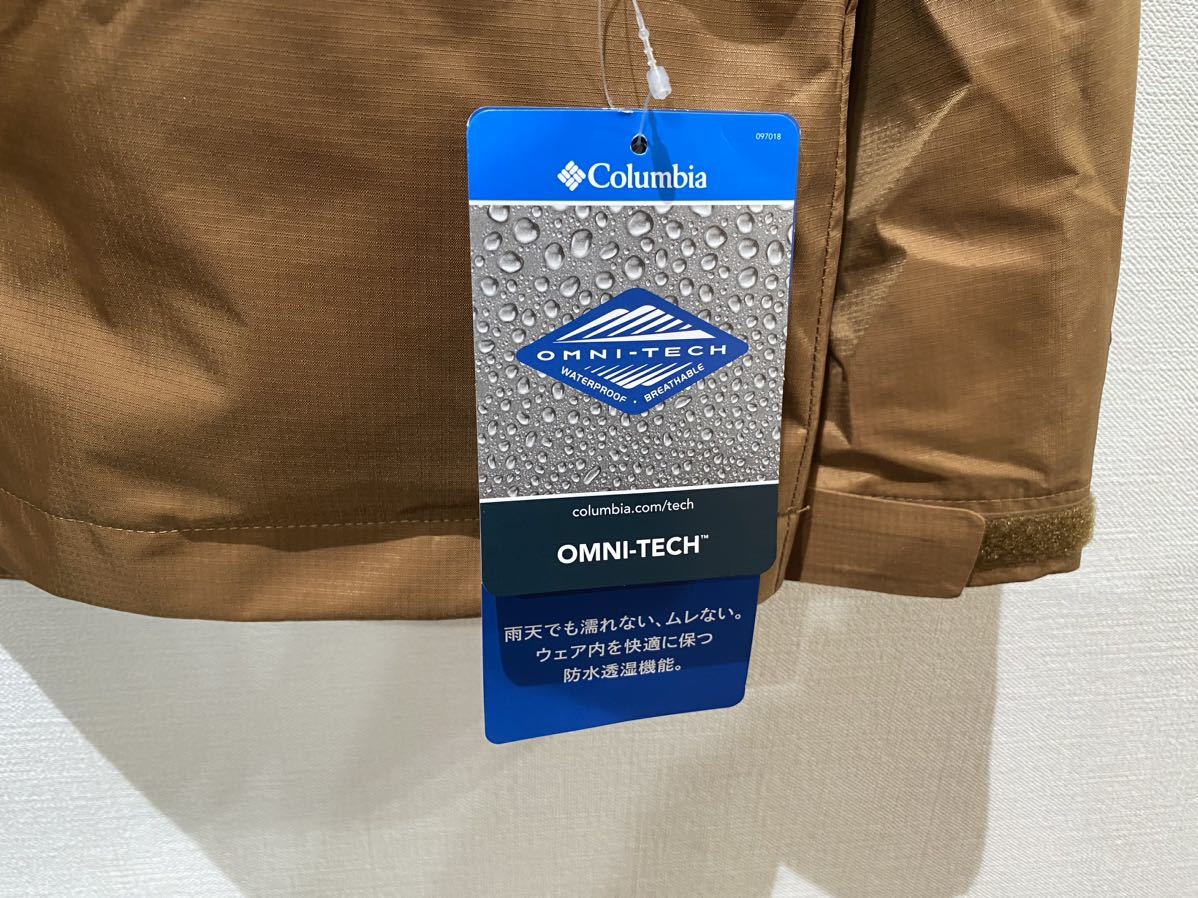 097018
Columbia
OMNI-TECH
WATERPROOF · BREATHABLE
columbia.com/tech
OMNI-TECH™
雨天でも濡れない、ムレない。
ウェア内を快適に保つ
防水透湿機能。